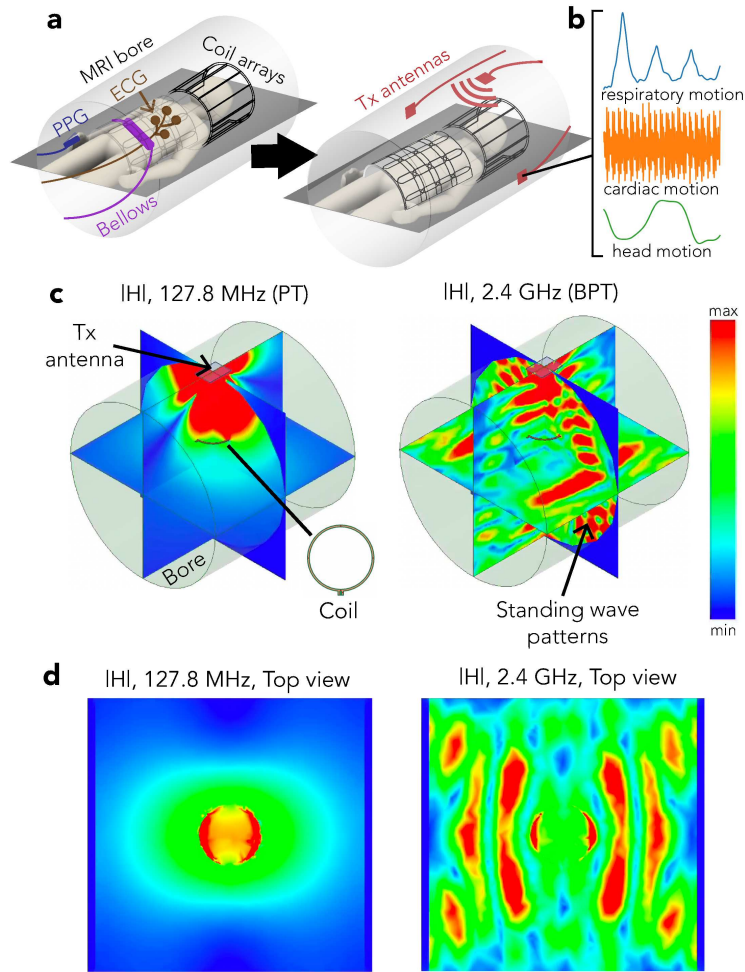 a
MRI bore
Coil arrays
ECG
PPG
Bellows
Tx antennas
b
respiratory motion
cardiac motion
head motion
c
|H|, 127.8 MHz (PT)
|H|, 2.4 GHz (BPT)
Tx
antenna
Bore
Coil
Standing wave
patterns
max
min
d
|H|, 127.8 MHz, Top view
|H|, 2.4 GHz, Top view